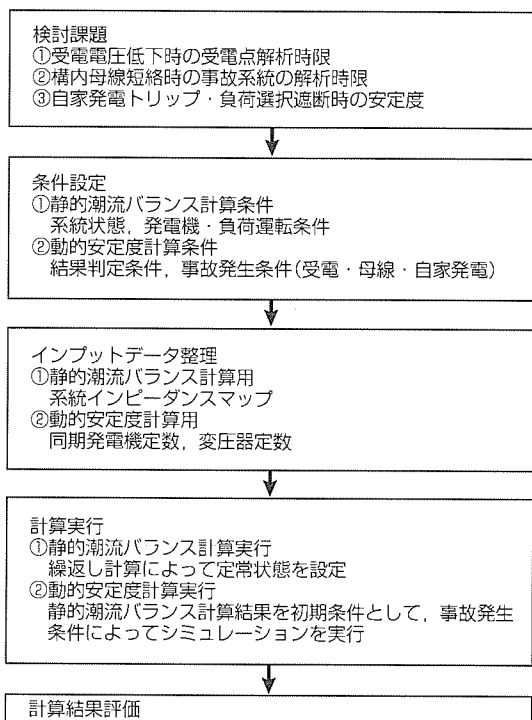 検討課題
①受電電圧低下時の受電点解析時限
②構内母線短絡時の事故系統の解析時限
③自家発電トリップ・負荷選択遮断時の安定度
条件設定
①静的潮流バランス計算条件
系統状態，発電機・負荷運転条件
②動的安定度計算条件
結果判定条件，事故発生条件(受電・母線・自家発電)
インプットデータ整理
①静的潮流バランス計算用
系統インピーダンスマップ
②動的安定度計算用
同期発電機定数，変圧器定数
計算実行
①静的潮流バランス計算実行
繰返し計算によって定常状態を設定
②動的安定度計算実行
静的潮流バランス計算結果を初期条件として，事故発生
条件によってシミュレーションを実行
計算結果評価